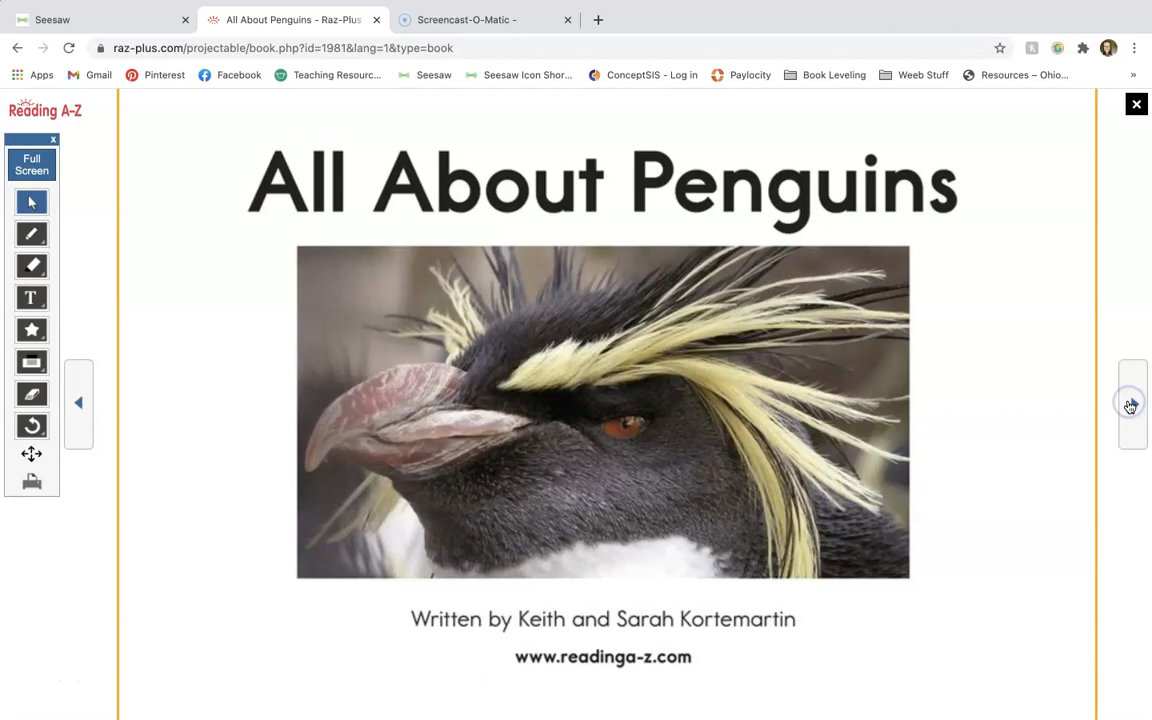 Seesaw
All About Penguins - Raz-Plus
Screencast-O-Matic -
raz-plus.com/projectable/book.php?id=1981&lang=1&type=book
Apps Gmail Pinterest Facebook Teaching Resourc... Seesaw Seesaw Icon Shor... ConceptSIS - Log in Paylocity Book Leveling Weeb Stuff Resources – Ohio... »
Reading A-Z
x
Full
Screen
T
All About Penguins
Written by Keith and Sarah Kortemartin
www.readinga-z.com